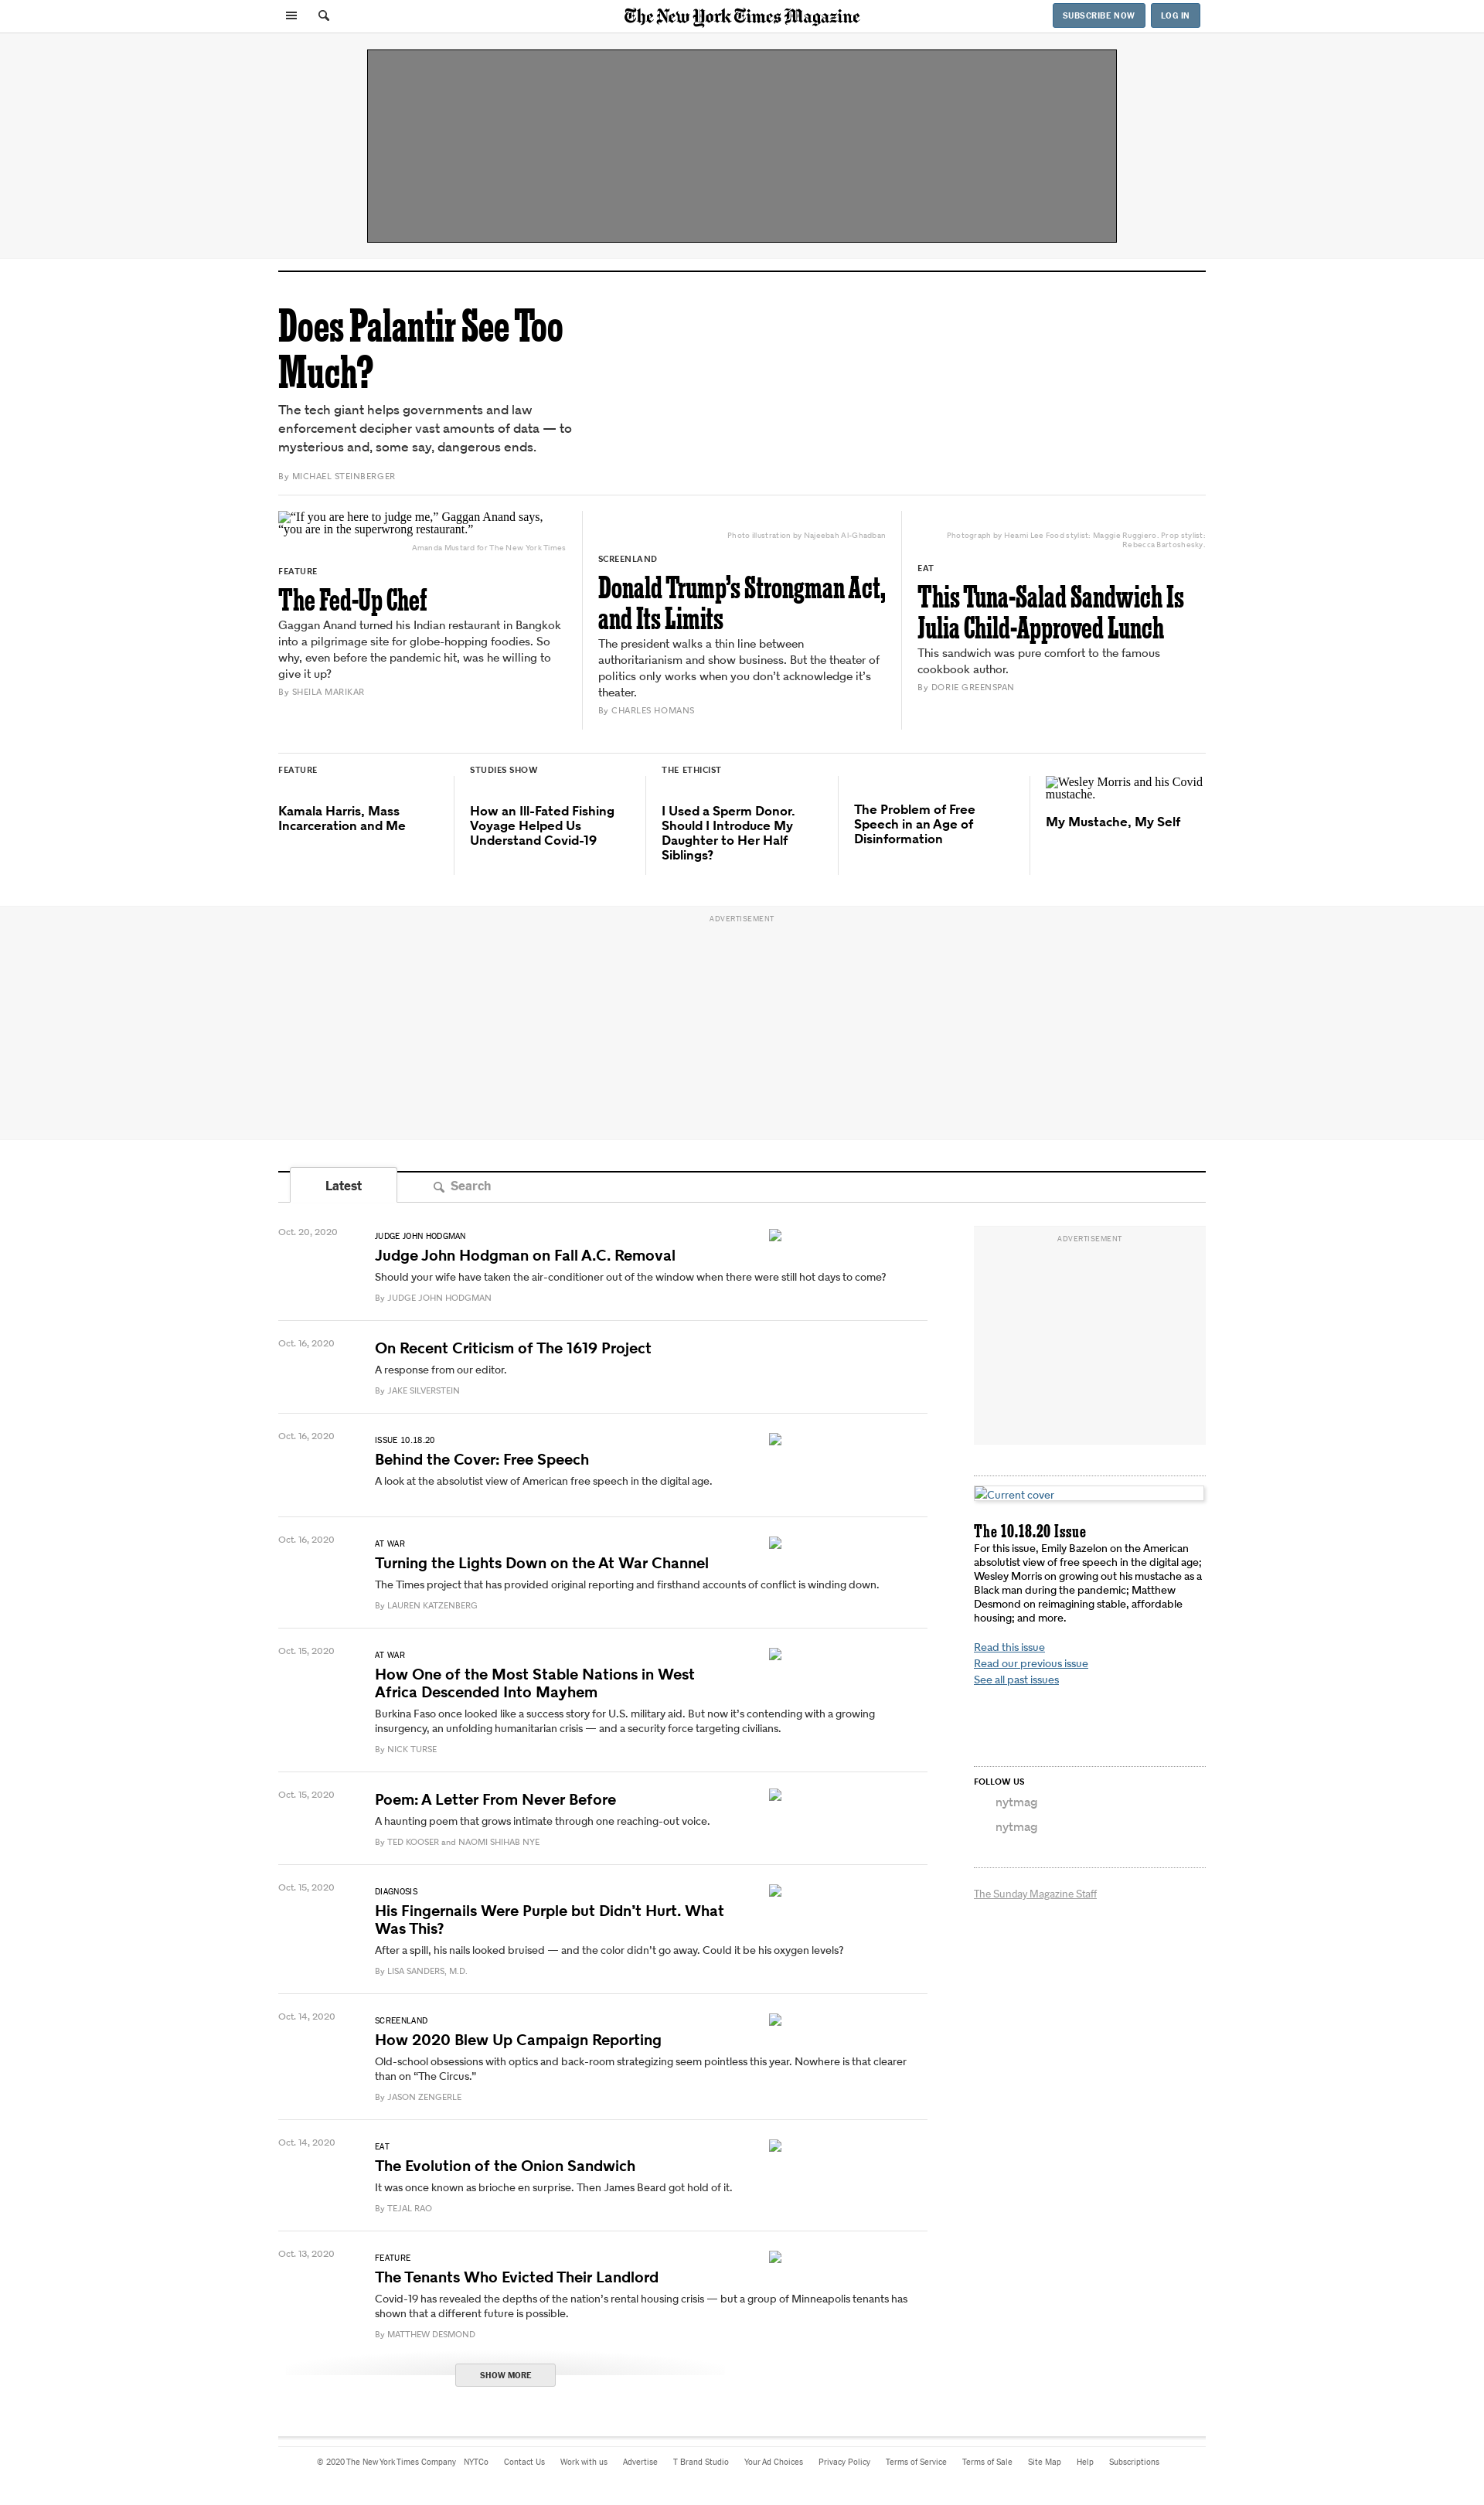 The New York Times Magazine
SUBSCRIBE NOW
LOG IN
Does Palantir See Too
Much?
The tech giant helps governments and law
enforcement decipher vast amounts of data — to
mysterious and, some say, dangerous ends.
By MICHAEL STEINBERGER
“If you are here to judge me,” Gaggan Anand says,
“you are in the superwrong restaurant.”
Amanda Mustard for The New York Times
FEATURE
The Fed-Up Chef
Gaggan Anand turned his Indian restaurant in Bangkok
into a pilgrimage site for globe-hopping foodies. So
why, even before the pandemic hit, was he willing to
give it up?
By SHEILA MARIKAR
Photo illustration by Najeebah Al-Ghadban
SCREENLAND
Donald Trump’s Strongman Act,
and Its Limits
The president walks a thin line between
authoritarianism and show business. But the theater of
politics only works when you don’t acknowledge it’s
theater.
By CHARLES HOMANS
Photograph by Heami Lee Food stylist: Maggie Ruggiero. Prop stylist:
Rebecca Bartoshesky.
EAT
This Tuna-Salad Sandwich Is
Julia Child-Approved Lunch
This sandwich was pure comfort to the famous
cookbook author.
By DORIE GREENSPAN
FEATURE
Kamala Harris, Mass
Incarceration and Me
STUDIES SHOW
How an Ill-Fated Fishing
Voyage Helped Us
Understand Covid-19
THE ETHICIST
I Used a Sperm Donor.
Should I Introduce My
Daughter to Her Half
Siblings?
The Problem of Free
Speech in an Age of
Disinformation
Wesley Morris and his Covid
mustache.
My Mustache, My Self
ADVERTISEMENT
Latest
Search
Oct. 20, 2020
JUDGE JOHN HODGMAN
Judge John Hodgman on Fall A.C. Removal
Should your wife have taken the air-conditioner out of the window when there were still hot days to come?
By JUDGE JOHN HODGMAN
Oct. 16, 2020
On Recent Criticism of The 1619 Project
A response from our editor.
By JAKE SILVERSTEIN
Oct. 16, 2020
ISSUE 10.18.20
Behind the Cover: Free Speech
A look at the absolutist view of American free speech in the digital age.
Oct. 16, 2020
AT WAR
Turning the Lights Down on the At War Channel
The Times project that has provided original reporting and firsthand accounts of conflict is winding down.
By LAUREN KATZENBERG
Oct. 15, 2020
AT WAR
How One of the Most Stable Nations in West
Africa Descended Into Mayhem
Burkina Faso once looked like a success story for U.S. military aid. But now it’s contending with a growing
insurgency, an unfolding humanitarian crisis — and a security force targeting civilians.
By NICK TURSE
Oct. 15, 2020
Poem: A Letter From Never Before
A haunting poem that grows intimate through one reaching-out voice.
By TED KOOSER and NAOMI SHIHAB NYE
Oct. 15, 2020
DIAGNOSIS
His Fingernails Were Purple but Didn’t Hurt. What
Was This?
After a spill, his nails looked bruised — and the color didn’t go away. Could it be his oxygen levels?
By LISA SANDERS, M.D.
Oct. 14, 2020
SCREENLAND
How 2020 Blew Up Campaign Reporting
Old-school obsessions with optics and back-room strategizing seem pointless this year. Nowhere is that clearer
than on “The Circus.”
By JASON ZENGERLE
Oct. 14, 2020
EAT
The Evolution of the Onion Sandwich
It was once known as brioche en surprise. Then James Beard got hold of it.
By TEJAL RAO
Oct. 13, 2020
FEATURE
The Tenants Who Evicted Their Landlord
Covid-19 has revealed the depths of the nation’s rental housing crisis — but a group of Minneapolis tenants has
shown that a different future is possible.
By MATTHEW DESMOND
SHOW MORE
ADVERTISEMENT
Current cover
The 10.18.20 Issue
For this issue, Emily Bazelon on the American
absolutist view of free speech in the digital age;
Wesley Morris on growing out his mustache as a
Black man during the pandemic; Matthew
Desmond on reimagining stable, affordable
housing; and more.
Read this issue
Read our previous issue
See all past issues
FOLLOW US
nytmag
nytmag
The Sunday Magazine Staff
© 2020 The New York Times Company NYTCo Contact Us Work with us Advertise T Brand Studio Your Ad Choices Privacy Policy Terms of Service Terms of Sale Site Map Help Subscriptions